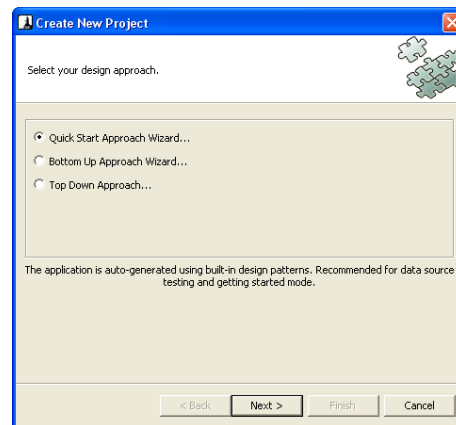 Create New Project
Select your design approach.
Quick Start Approach Wizard...
Bottom Up Approach Wizard...
Top Down Approach...
The application is auto-generated using built-in design patterns. Recommended for data source
testing and getting started mode.
< Back Next > Finish Cancel